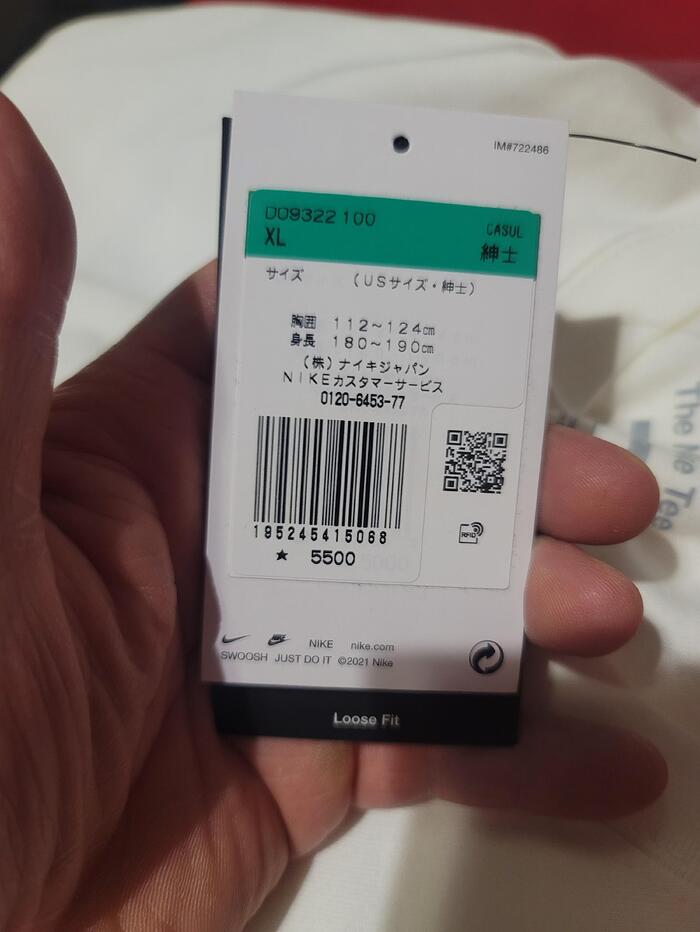 IM#722486
DO9322 100
CASUL
XL
紳士
サイズ (USサイズ・紳士)
胸囲 112~124cm
身長 180~190cm
(株)ナイキジャパン
NIKEカスタマーサービス
0120-6453-77
195245415068
★ 5500
RFID
NIKE nike.com
SWOOSH JUST DO IT ©2021 Nike
Loose Fit
The Tee